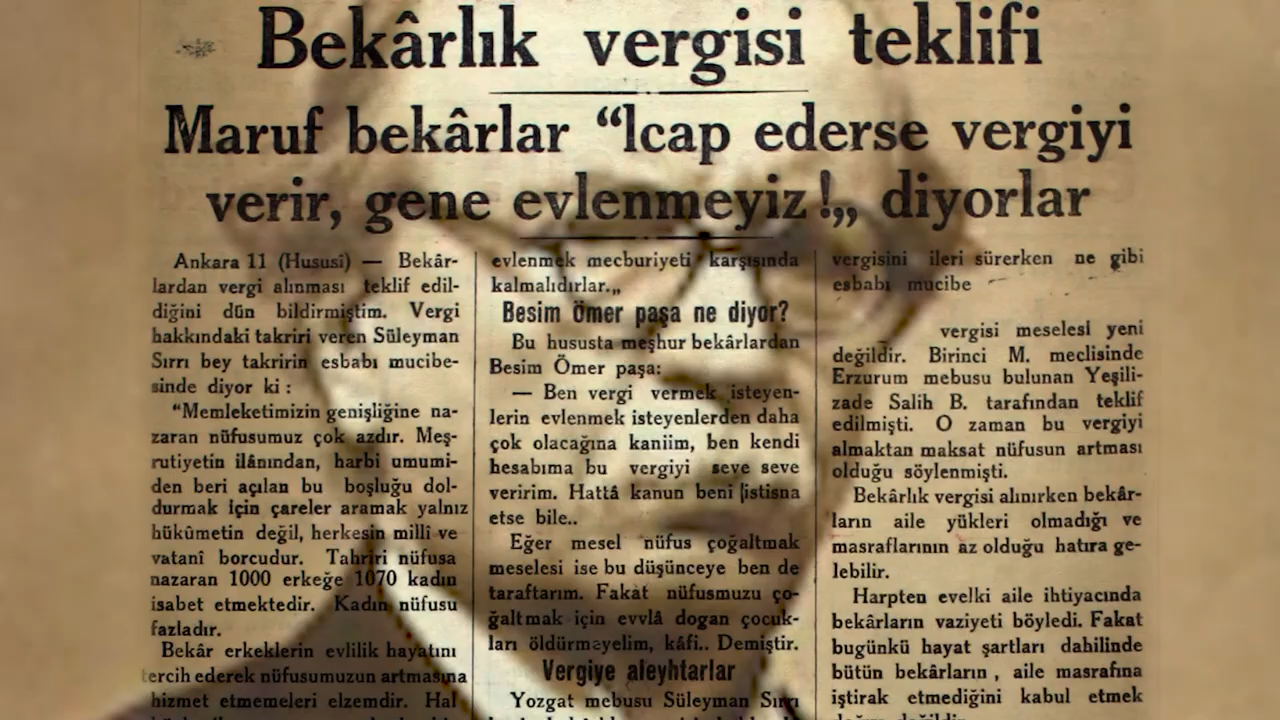 Bekârlık vergisi teklifi
Maruf bekârlar “Icap ederse vergiyi
verir, gene evlenmeyiz!„ diyorlar
Ankara 11 (Hususî) — Bekâr-
lardan vergi alınması teklif edil-
diğini dün bildirmiştim. Vergi
hakkındaki takriri veren Süleyman
Sırrı bey takririn esbabı mucibe-
sinde diyor ki :
“Memleketimizin genişliğine na-
zaran nüfusumuz çok azdır. Meş-
rutiyetin ilânından, harbi umumi-
den beri açılan bu boşluğu dol-
durmak için çareler aramak yalnız
hükûmetin değil, herkesin millî ve
vatanî borcudur. Tahriri nüfusa
nazaran 1000 erkeğe 1070 kadın
isabet etmektedir. Kadın nüfusu
fazladır.
Bekâr erkeklerin evlilik hayatını
tercih ederek nüfusumuzun artmasına
hizmet etmemeleri elzemdir. Hal
evlenmek mecburiyeti karşısında
kalmalıdırlar.„
Besim Ömer paşa ne diyor?
Bu hususta meşhur bekârlardan
Besim Ömer paşa:
— Ben vergi vermek isteyen-
lerin evlenmek isteyenlerden daha
çok olacağına kaniim, ben kendi
hesabıma bu vergiyi seve seve
veririm. Hattâ kanun beni istisna
etse bile..
Eğer mesel nüfus çoğaltmak
meselesi ise bu düşünceye ben de
taraftarım. Fakat nüfusmuzu ço-
ğaltmak için evvlâ dogan çocuk-
ları öldürmeyelim, kâfi.. Demiştir.
Vergiye aleyhtarlar
Yozgat mebusu Süleyman Sırrı
vergisini ileri sürerken ne gibi
esbabı mucibe
vergisi meselesi yeni
değildir. Birinci M. meclisinde
Erzurum mebusu bulunan Yeşili-
zade Salih B. tarafından teklif
edilmişti. O zaman bu vergiyi
almaktan maksat nüfusun artması
olduğu söylenmişti.
Bekârlık vergisi alınırken bekâr-
ların aile yükleri olmadığı ve
masraflarının az olduğu hatıra ge-
lebilir.
Harpten evelki aile ihtiyacında
bekârların vaziyeti böyledi. Fakat
bugünkü hayat şartları dahilinde
bütün bekârların , aile masrafına
iştirak etmediğini kabul etmek